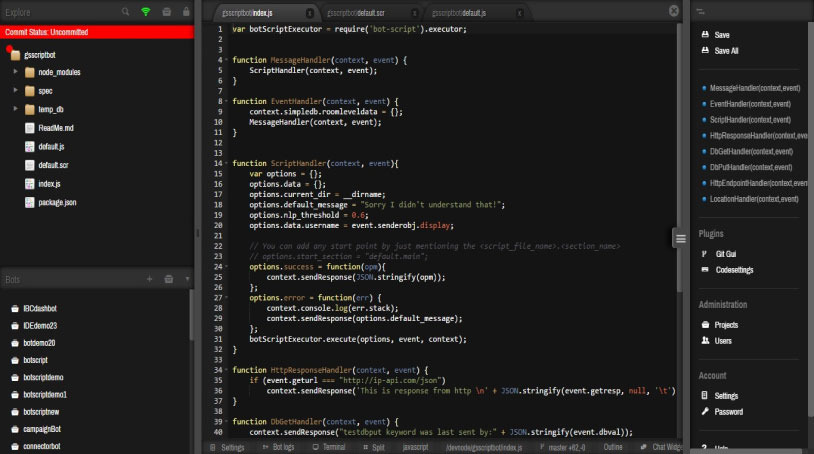 Explore
Commit Status: Uncommitted
gsscriptbot
node_modules
spec
temp_db
ReadMe.md
default.js
default.scr
index.js
package.json
Bots
IBCdashbot
IDEdemo23
botdemo20
botscript
botscriptdemo
botscriptdemo1
botscriptnew
campaignBot
connectorbot
gsscriptbot/index.js
gsscriptbot/default.scr
gsscriptbot/default.js
1 var botScriptExecutor = require('bot-script').executor;
2
3
4 function MessageHandler(context, event) {
5 ScriptHandler(context, event);
6 }
7
8 function EventHandler(context, event) {
9 context.simpledb.roomleveldata = {};
10 MessageHandler(context, event);
11 }
12
13
14 function ScriptHandler(context, event){
15 var options = {};
16 options.data = {};
17 options.current_dir = __dirname;
18 options.default_message = "Sorry I didn't understand that!";
19 options.nlp_threshold = 0.6;
20 options.data.username = event.senderobj.display;
21
22 // You can add any start point by just mentioning the <script_file_name>.<section_name>
23 // options.start_section = "default.main";
24 options.success = function(opm){
25 context.sendResponse(JSON.stringify(opm));
26 };
27 options.error = function(err) {
28 context.console.log(err.stack);
29 context.sendResponse(options.default_message);
30 };
31 botScriptExecutor.execute(options, event, context);
32 }
33
34 function HttpResponseHandler(context, event) {
35 if (event.geturl === "http://ip-api.com/json")
36 context.sendResponse('This is response from http \n' + JSON.stringify(event.getresp, null, '\t')
37 }
38
39 function DbGetHandler(context, event) {
40 context.sendResponse("testdbput keyword was last sent by:" + JSON.stringify(event.dbval));
Settings
Bot logs
Terminal
Split
javascript
/devnode/gsscriptbot/index.js
master +62,-0
Outline
Chat Widg
Save
Save All
MessageHandler(context,event)
EventHandler(context,event)
ScriptHandler(context,event)
HttpResponseHandler(context,even
DbGetHandler(context,event)
DbPutHandler(context,event)
HttpEndpointHandler(context,even
LocationHandler(context,event)
Plugins
Git Gui
Codesettings
Administration
Projects
Users
Account
Settings
Password
Help